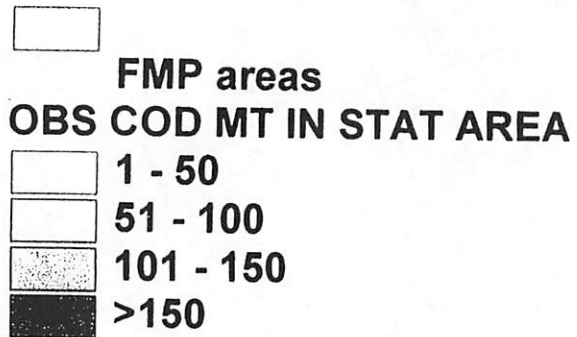 FMP areas
OBS COD MT IN STAT AREA
1 - 50
51 - 100
101 - 150
>150